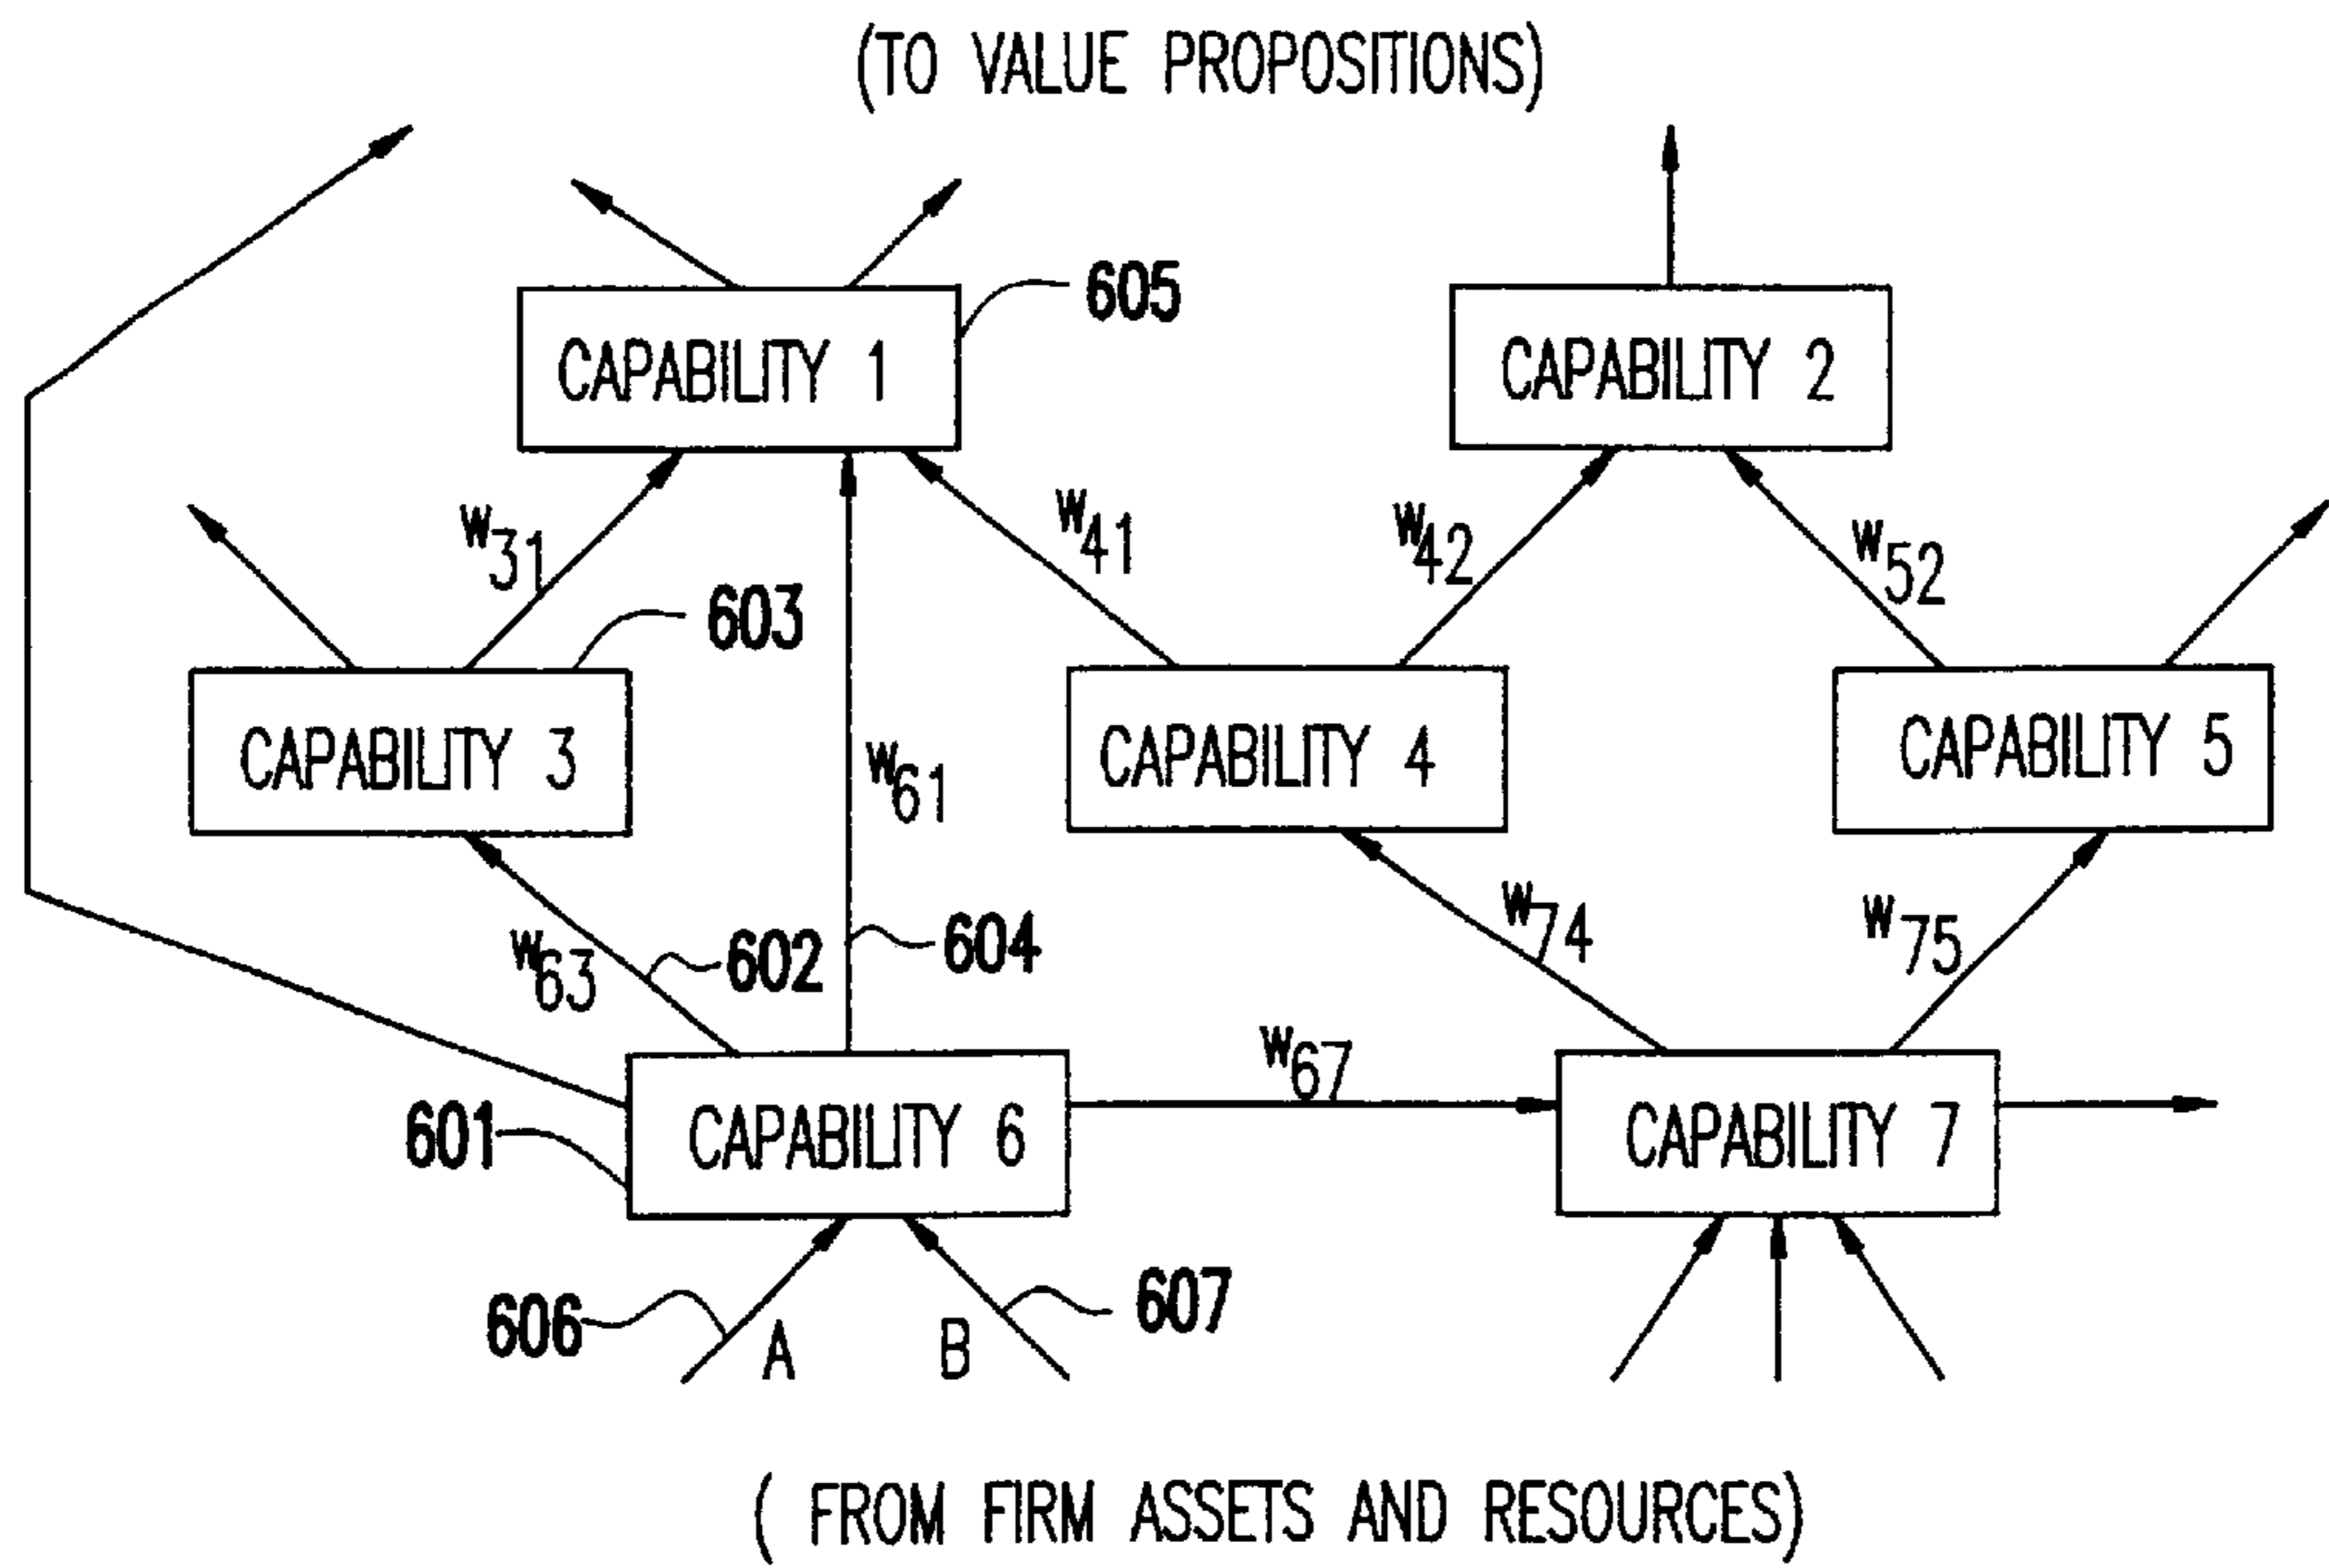 (TO VALUE PROPOSITIONS)
605
CAPABILITY 1
CAPABILITY 2
w31
w41
w42
w52
603
CAPABILITY 3
w61
CAPABILITY 4
CAPABILITY 5
w63
602
604
w74
w75
w67
601
CAPABILITY 6
CAPABILITY 7
606
A
B
607
( FROM FIRM ASSETS AND RESOURCES)